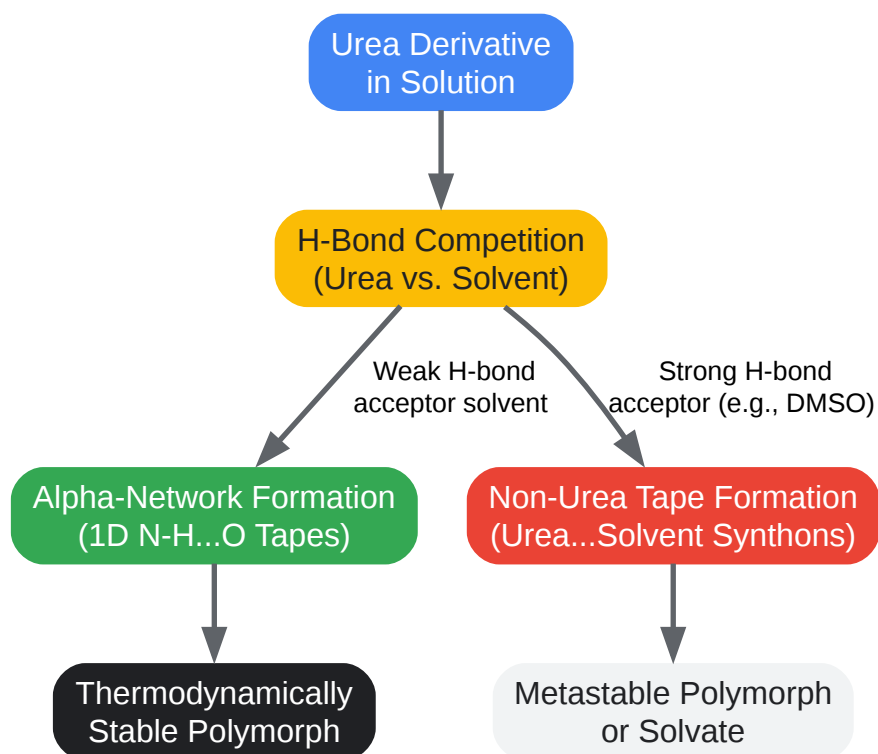 Urea Derivative
in Solution
H-Bond Competition
(Urea vs. Solvent)
Weak H-bond
acceptor solvent
Strong H-bond
acceptor (e.g., DMSO)
Alpha-Network Formation
(1D N-H...O Tapes)
Non-Urea Tape Formation
(Urea...Solvent Synthons)
Thermodynamically
Stable Polymorph
Metastable Polymorph
or Solvate